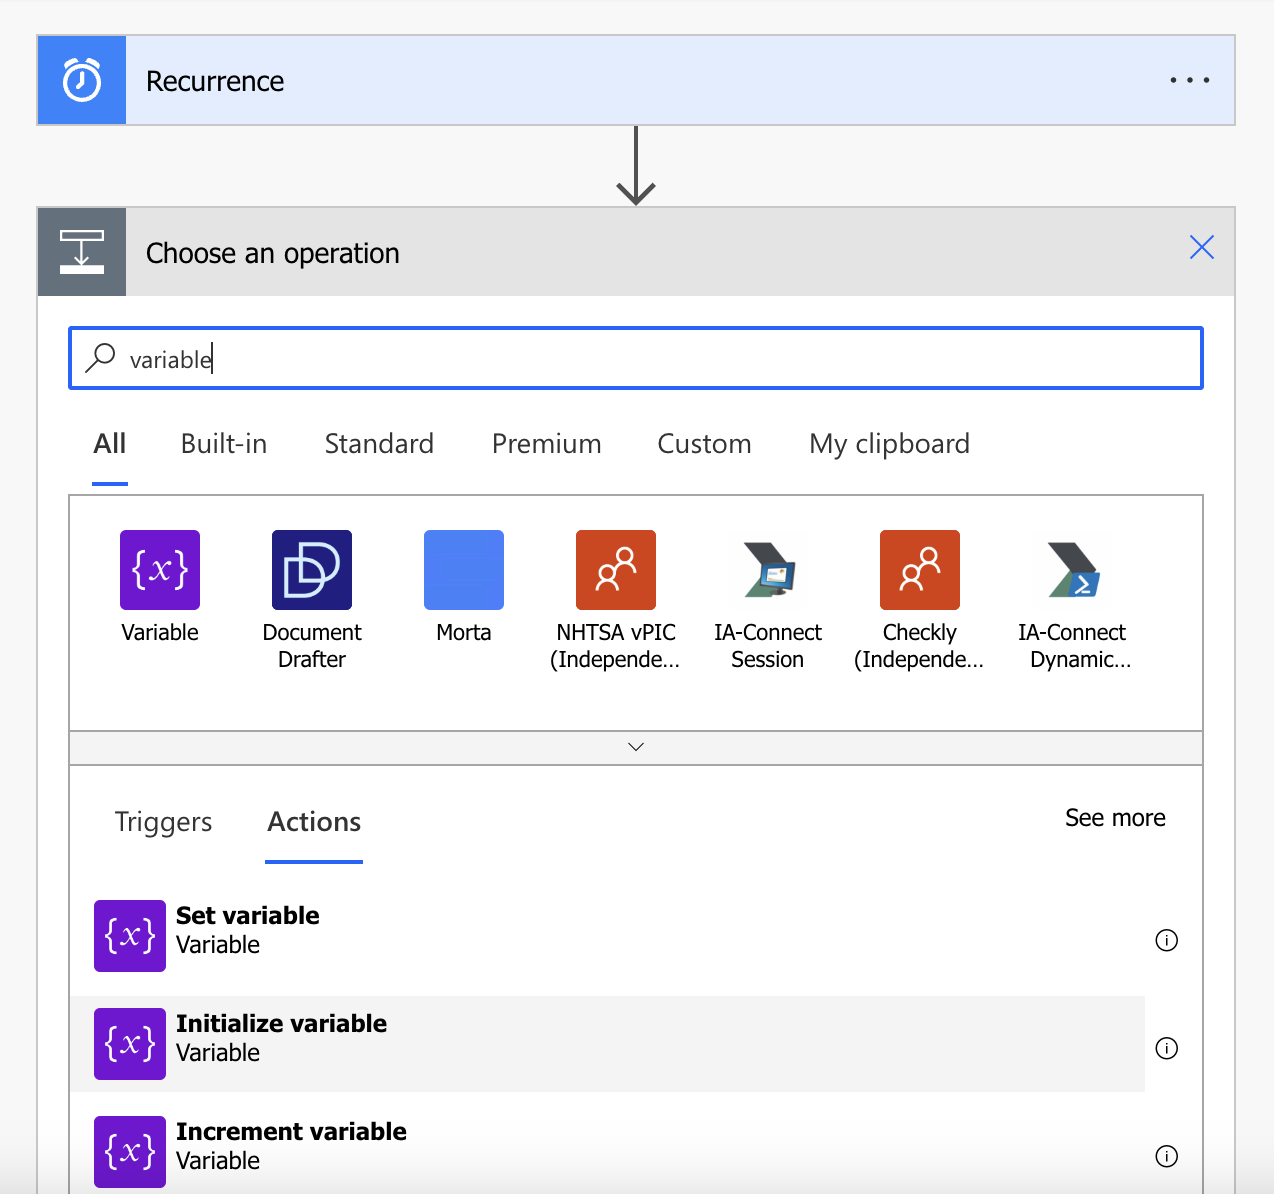 Recurrence
Choose an operation
variable
All Built-in Standard Premium Custom My clipboard
{x}
Variable
Document
Drafter
Morta
NHTSA vPIC
(Independe...
IA-Connect
Session
Checkly
(Independe...
IA-Connect
Dynamic...
Triggers Actions See more
{x}
Set variable
Variable
{x}
Initialize variable
Variable
{x}
Increment variable
Variable